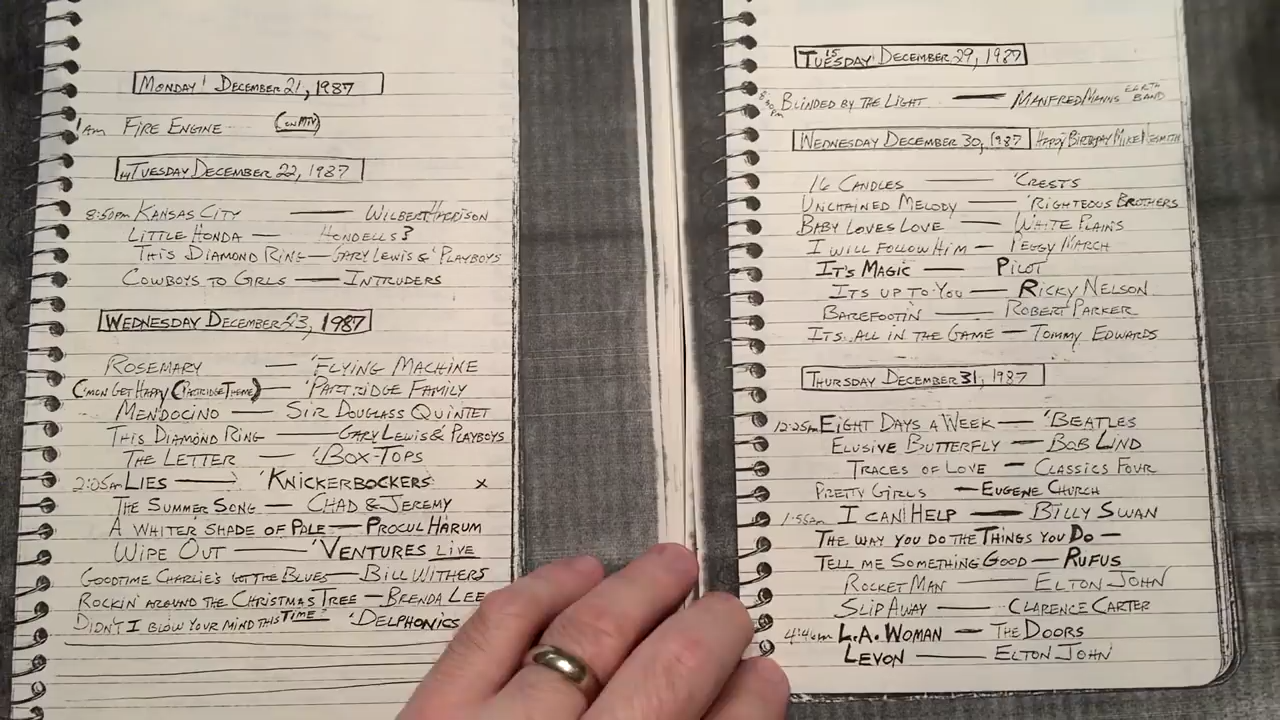 MONDAY DECEMBER 21, 1987
1AM FIRE ENGINE (ON MTV)
TUESDAY DECEMBER 22, 1987
8:50PM KANSAS CITY — WILBERT HARRISON
LITTLE HONDA — HONDELLS?
THIS DIAMOND RING — GARY LEWIS & PLAYBOYS
COWBOYS TO GIRLS — INTRUDERS
WEDNESDAY DECEMBER 23, 1987
ROSEMARY — FLYING MACHINE
C'MON GET HAPPY (PARTRIDGE THEME) — PARTRIDGE FAMILY
MENDOCINO — SIR DOUGLASS QUINTET
THIS DIAMOND RING — GARY LEWIS & PLAYBOYS
THE LETTER — BOX-TOPS
2:05AM LIES — KNICKERBOCKERS X
THE SUMMER SONG — CHAD & JEREMY
A WHITER SHADE OF PALE — PROCUL HARUM
WIPE OUT — VENTURES LIVE
GOODTIME CHARLIE'S GOT THE BLUES — BILL WITHERS
ROCKIN' AROUND THE CHRISTMAS TREE — BRENDA LEE
DIDN'T I BLOW YOUR MIND THIS TIME — DELPHONICS
TUESDAY 15 DECEMBER 29, 1987
BLINDED BY THE LIGHT — MANFRED MANNS EARTH BAND
WEDNESDAY DECEMBER 30, 1987 HAPPY BIRTHDAY MIKE NESMITH
16 CANDLES — CRESTS
UNCHAINED MELODY — RIGHTEOUS BROTHERS
BABY LOVES LOVE — WHITE PLAINS
I WILL FOLLOW HIM — PEGGY MARCH
IT'S MAGIC — PILOT
ITS UP TO YOU — RICKY NELSON
BAREFOOTIN' — ROBERT PARKER
ITS ALL IN THE GAME — TOMMY EDWARDS
THURSDAY DECEMBER 31, 1987
12:25AM EIGHT DAYS A WEEK — BEATLES
ELUSIVE BUTTERFLY — BOB LIND
TRACES OF LOVE — CLASSICS FOUR
PRETTY GIRLS — EUGENE CHURCH
1:55AM I CAN HELP — BILLY SWAN
THE WAY YOU DO THE THINGS YOU DO —
TELL ME SOMETHING GOOD — RUFUS
ROCKET MAN — ELTON JOHN
SLIP AWAY — CLARENCE CARTER
4:46AM L.A. WOMAN — THE DOORS
LEVON — ELTON JOHN